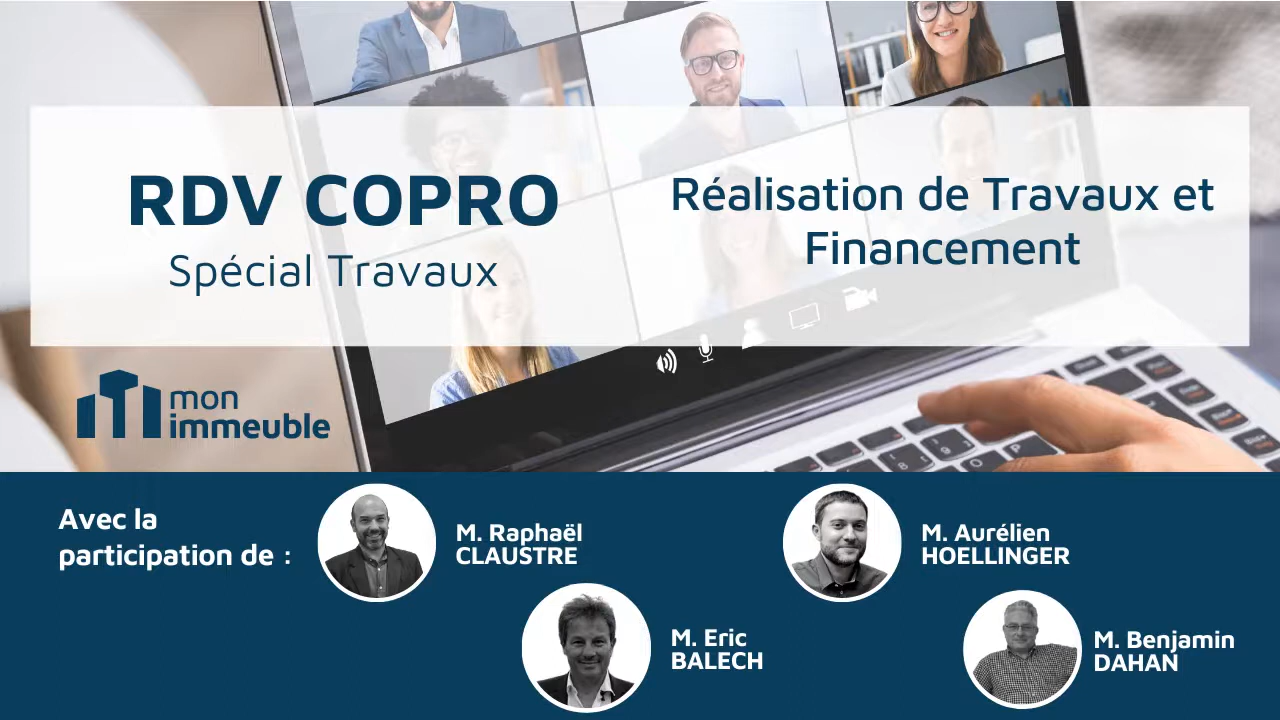 RDV COPRO
Spécial Travaux
Réalisation de Travaux et
Financement
mon
immeuble
Avec la
participation de :
M. Raphaël
CLAUSTRE
M. Eric
BALECH
M. Aurélien
HOELLINGER
M. Benjamin
DAHAN